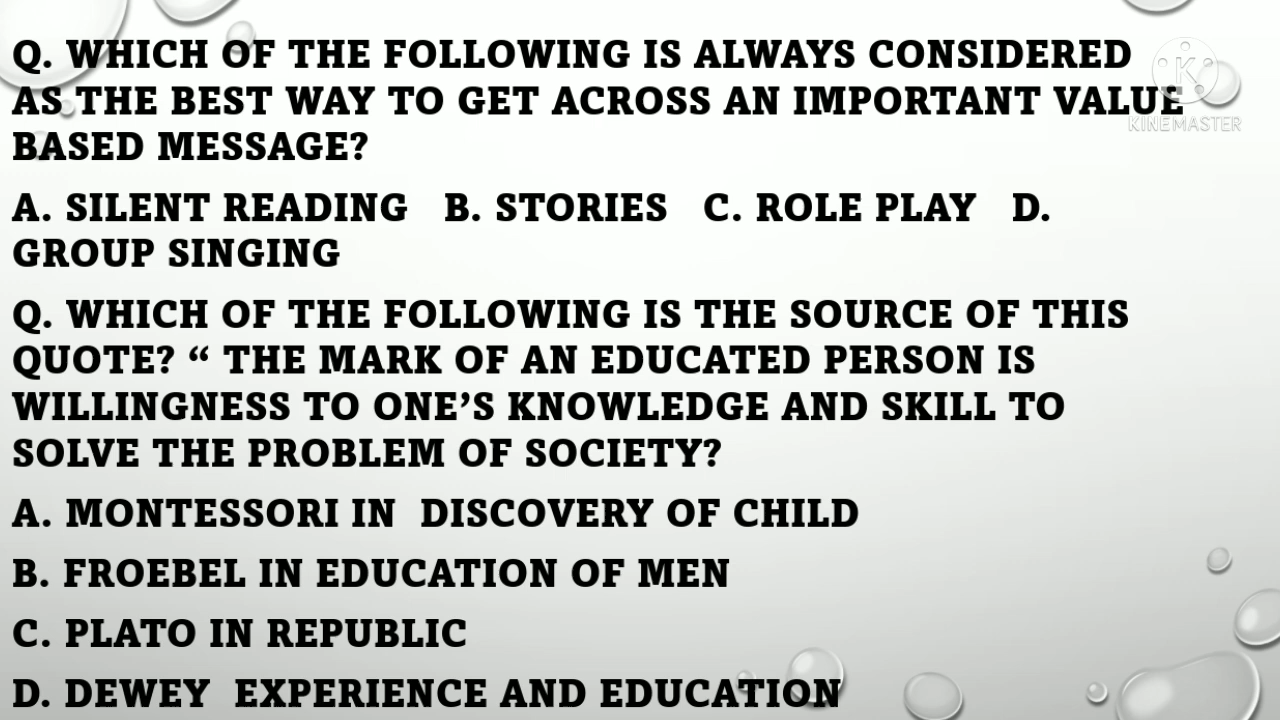 Q. WHICH OF THE FOLLOWING IS ALWAYS CONSIDERED
AS THE BEST WAY TO GET ACROSS AN IMPORTANT VALUE
BASED MESSAGE?
A. SILENT READING B. STORIES C. ROLE PLAY D.
GROUP SINGING
Q. WHICH OF THE FOLLOWING IS THE SOURCE OF THIS
QUOTE? “ THE MARK OF AN EDUCATED PERSON IS
WILLINGNESS TO ONE’S KNOWLEDGE AND SKILL TO
SOLVE THE PROBLEM OF SOCIETY?
A. MONTESSORI IN DISCOVERY OF CHILD
B. FROEBEL IN EDUCATION OF MEN
C. PLATO IN REPUBLIC
D. DEWEY EXPERIENCE AND EDUCATION
K
KINEMASTER